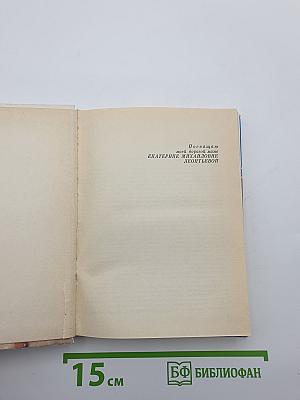 Посвящаю
моей дорогой маме
ЕКАТЕРИНЕ МИХАЙЛОВНЕ
ЛЕОНТЬЕВОЙ
15 см
БФ БИБЛИОФАН